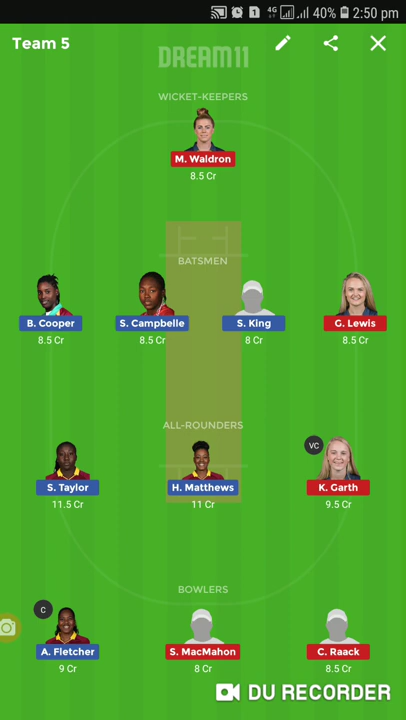 4G 40% 2:50 pm
Team 5
DREAM11
WICKET-KEEPERS
M. Waldron
8.5 Cr
BATSMEN
B. Cooper S. Campbelle S. King G. Lewis
8.5 Cr 8.5 Cr 8 Cr 8.5 Cr
ALL-ROUNDERS
VC
S. Taylor H. Matthews K. Garth
11.5 Cr 11 Cr 9.5 Cr
BOWLERS
C
A. Fletcher S. MacMahon C. Raack
9 Cr 8 Cr 8.5 Cr
DU RECORDER